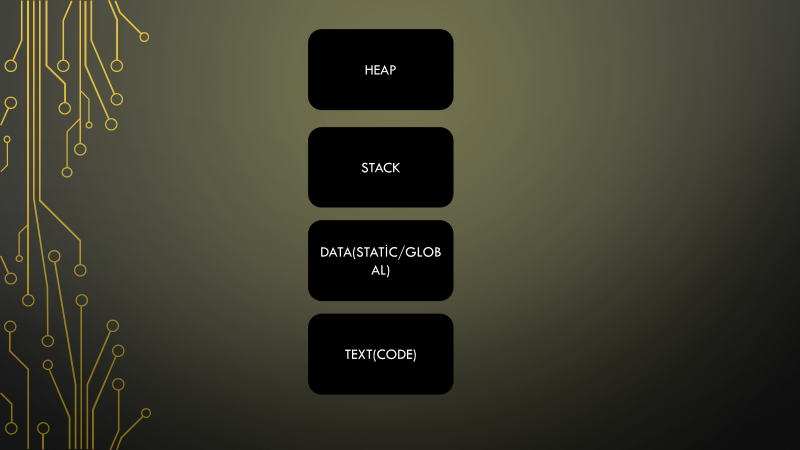 HEAP
STACK
DATA(STATİC/GLOB
AL)
TEXT(CODE)